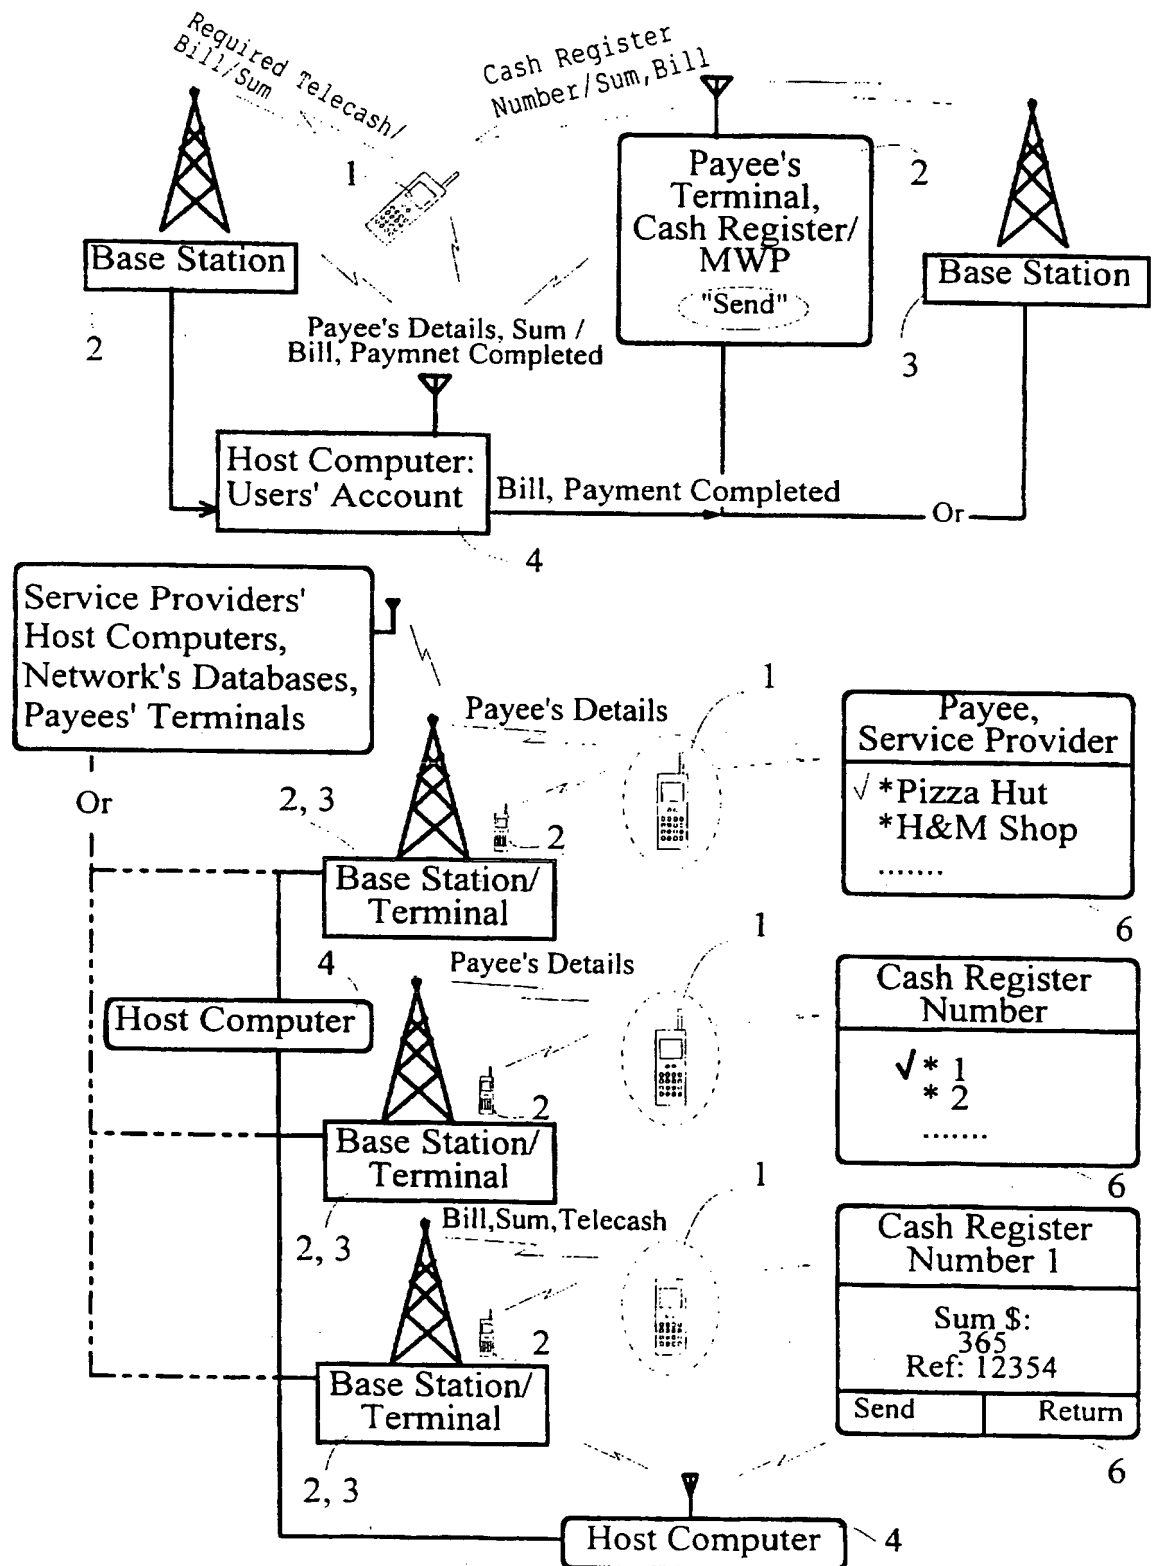 Required Telecash/
Bill/Sum
Cash Register
Number/Sum,Bill
1
Payee's
Terminal,
Cash Register/
MWP
"Send"
2
Base Station
2
Base Station
3
Payee's Details, Sum /
Bill, Paymnet Completed
Host Computer:
Users' Account
Bill, Payment Completed
Or
4
Service Providers'
Host Computers,
Network's Databases,
Payees' Terminals
Or
Payee's Details
1
2, 3
2
Base Station/
Terminal
Payee,
Service Provider
√ *Pizza Hut
*H&M Shop
.......
6
4
Host Computer
Payee's Details
1
2
Base Station/
Terminal
2, 3
Cash Register
Number
√ * 1
* 2
.......
6
Bill,Sum,Telecash
1
2
Base Station/
Terminal
2, 3
Cash Register
Number 1
Sum $:
365
Ref: 12354
Send
Return
6
Host Computer
4